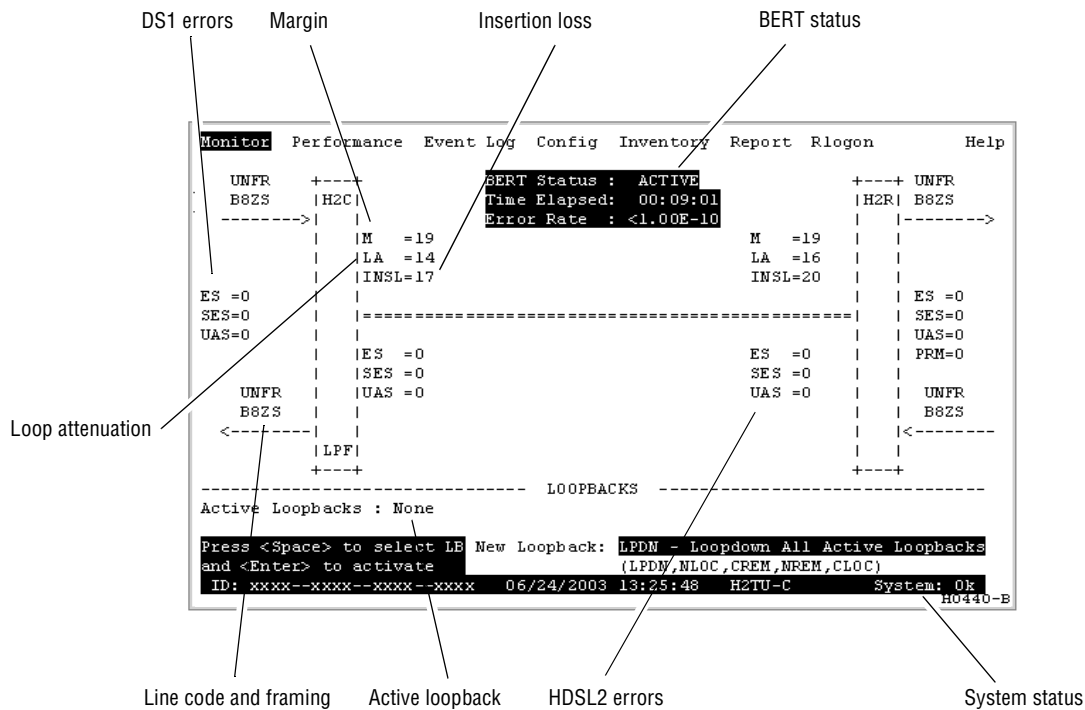 DS1 errors Margin Insertion loss BERT status
Monitor Performance Event Log Config Inventory Report Rlogon Help
UNFR +---+ BERT Status : ACTIVE +---+ UNFR
B8ZS |H2C| Time Elapsed: 00:09:01 |H2R| B8ZS
-------->| | Error Rate : <1.00E-10 | |-------->
| |M =19 M =19 | |
| |LA =14 LA =16 | |
| |INSL=17 INSL=20 | |
ES =0 | | | | ES =0
SES=0 | |================================================| | SES=0
UAS=0 | | | | UAS=0
| |ES =0 ES =0 | | PRM=0
| |SES =0 SES =0 | |
UNFR | |UAS =0 UAS =0 | | UNFR
B8ZS | | | | B8ZS
Loop attenuation
<--------| | | |<--------
|LPF| | |
+---+ +---+
-------------------------------- LOOPBACKS --------------------------------
Active Loopbacks : None
Press <Space> to select LB New Loopback: LPDN - Loopdown All Active Loopbacks
and <Enter> to activate (LPDN,NLOC,CREM,NREM,CLOC)
ID: xxxx--xxxx--xxxx--xxxx 06/24/2003 13:25:48 H2TU-C System: Ok
H0440-B
Line code and framing Active loopback HDSL2 errors System status